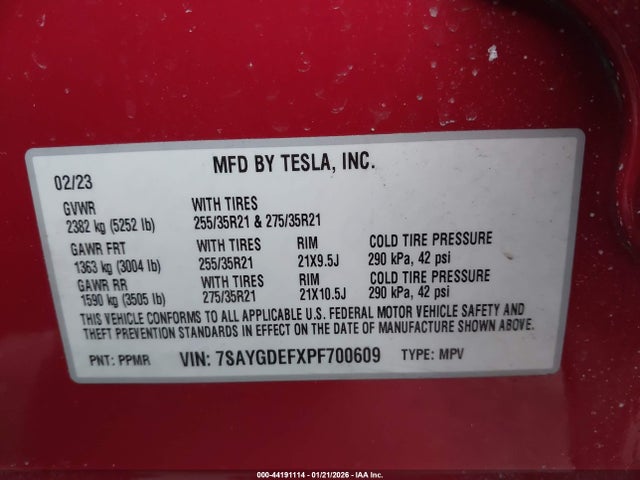 MFD BY TESLA, INC.
02/23
GVWR WITH TIRES
2382 kg (5252 lb) 255/35R21 & 275/35R21
GAWR FRT WITH TIRES RIM COLD TIRE PRESSURE
1363 kg (3004 lb) 255/35R21 21X9.5J 290 kPa, 42 psi
GAWR RR WITH TIRES RIM COLD TIRE PRESSURE
1590 kg (3505 lb) 275/35R21 21X10.5J 290 kPa, 42 psi
THIS VEHICLE CONFORMS TO ALL APPLICABLE U.S. FEDERAL MOTOR VEHICLE SAFETY AND
THEFT PREVENTION STANDARDS IN EFFECT ON THE DATE OF MANUFACTURE SHOWN ABOVE.
PNT: PPMR VIN: 7SAYGDEFXPF700609 TYPE: MPV
000-44191114 - 01/21/2026 - IAA Inc.